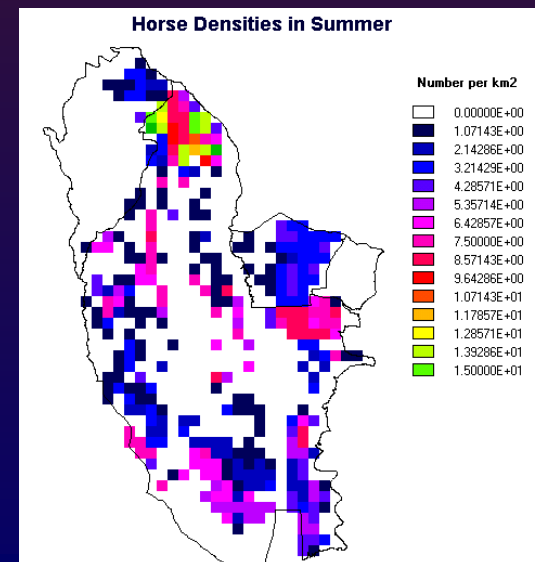 Horse Densities in Summer
Number per km2
0.00000E+00
1.07143E+00
2.14286E+00
3.21429E+00
4.28571E+00
5.35714E+00
6.42857E+00
7.50000E+00
8.57143E+00
9.64286E+00
1.07143E+01
1.17857E+01
1.28571E+01
1.39286E+01
1.50000E+01